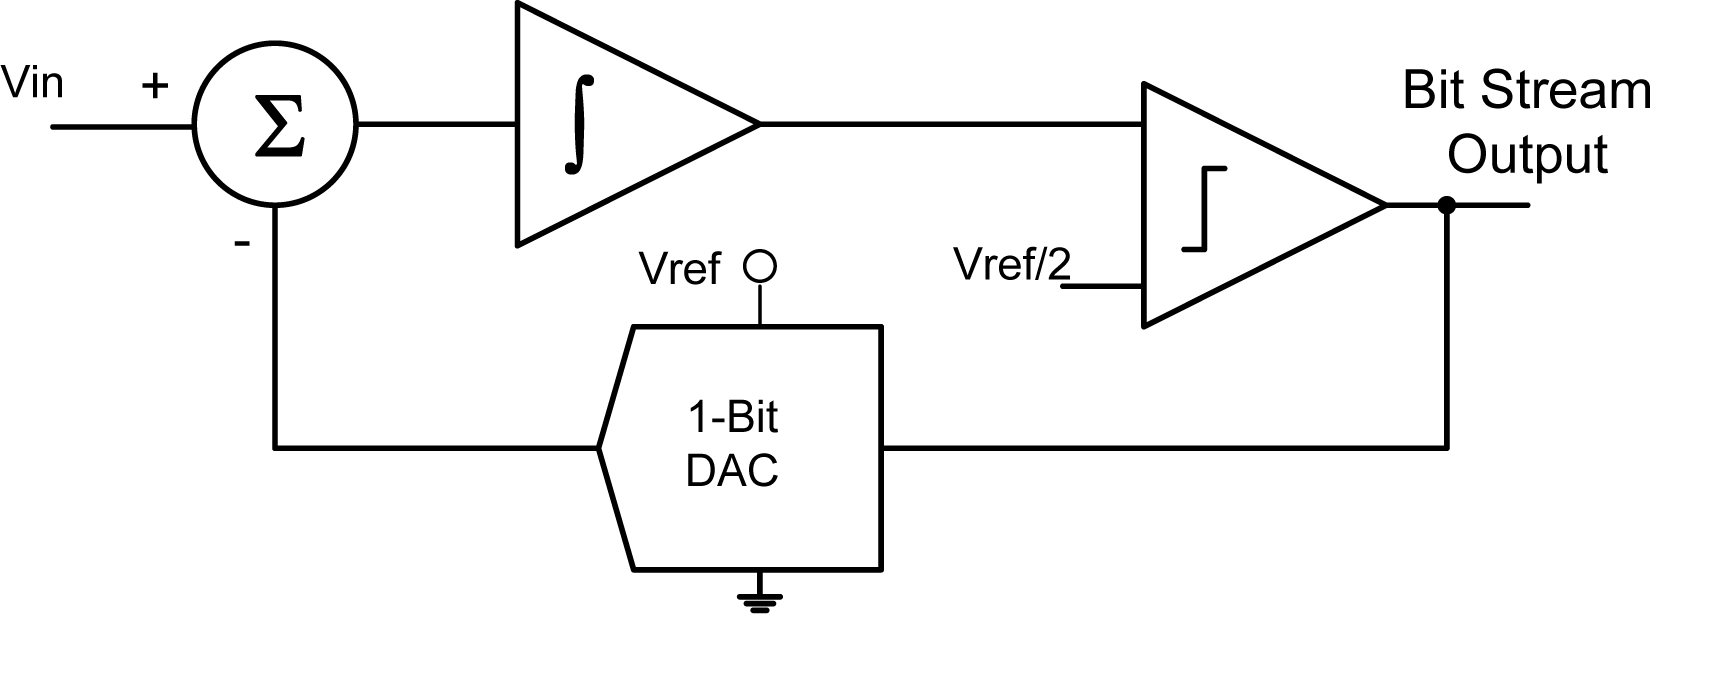 Vin
+
Σ
-
∫
Vref
Vref/2
1-Bit
DAC
Bit Stream
Output